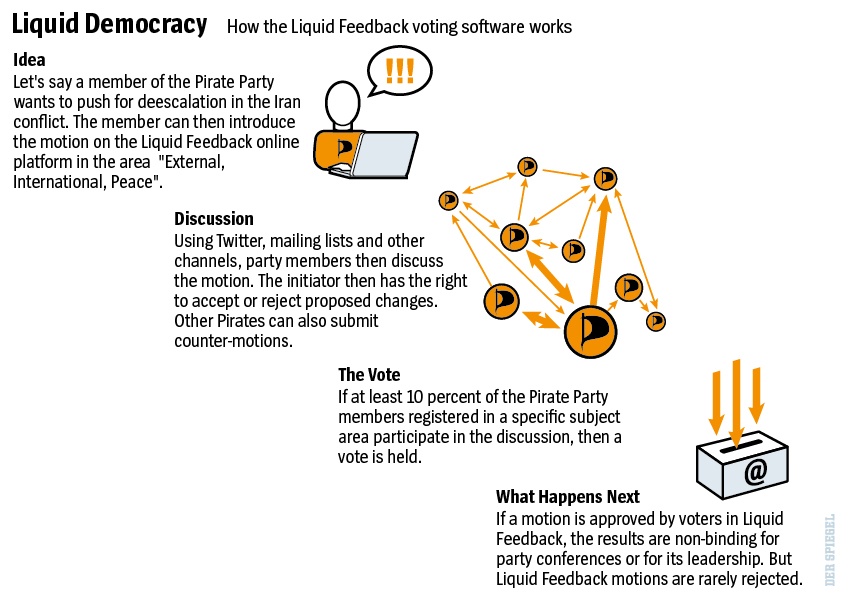 Liquid Democracy How the Liquid Feedback voting software works
Idea
Let's say a member of the Pirate Party
wants to push for deescalation in the Iran
conflict. The member can then introduce
the motion on the Liquid Feedback online
platform in the area "External,
International, Peace".
!!!
Discussion
Using Twitter, mailing lists and other
channels, party members then discuss
the motion. The initiator then has the right
to accept or reject proposed changes.
Other Pirates can also submit
counter-motions.
The Vote
If at least 10 percent of the Pirate Party
members registered in a specific subject
area participate in the discussion, then a
vote is held.
@
What Happens Next
If a motion is approved by voters in Liquid
Feedback, the results are non-binding for
party conferences or for its leadership. But
Liquid Feedback motions are rarely rejected.
DER SPIEGEL